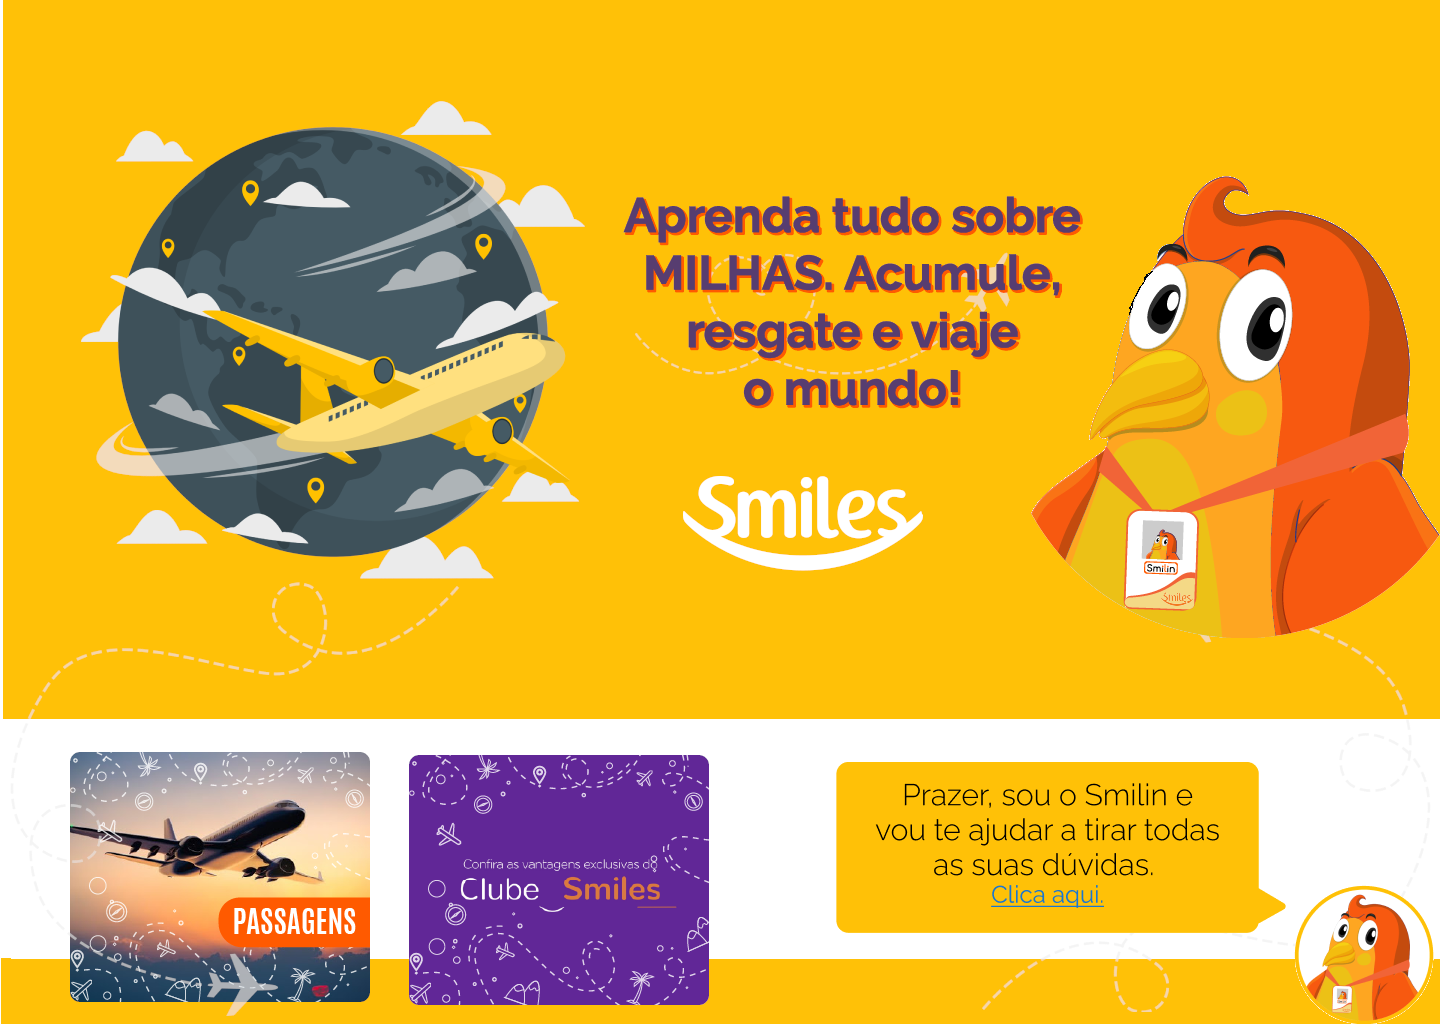 Aprenda tudo sobre
MILHAS. Acumule,
resgate e viaje
o mundo!
Smiles
Smilin
Smiles
PASSAGENS
Confira as vantagens exclusivas do
Clube Smiles
Prazer, sou o Smilin e
vou te ajudar a tirar todas
as suas dúvidas.
Clica aqui.